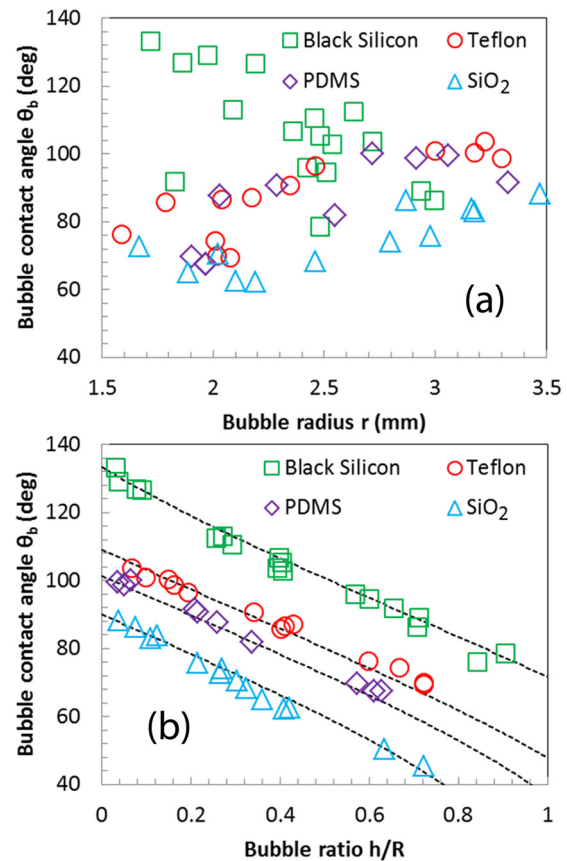 140
120
100
80
60
40
Bubble contact angle θb (deg)
Black Silicon
Teflon
PDMS
SiO2
(a)
1.5
2
2.5
3
3.5
Bubble radius r (mm)
140
120
100
80
60
40
Bubble contact angle θb (deg)
Black Silicon
Teflon
PDMS
SiO2
(b)
0
0.2
0.4
0.6
0.8
1
Bubble ratio h/R